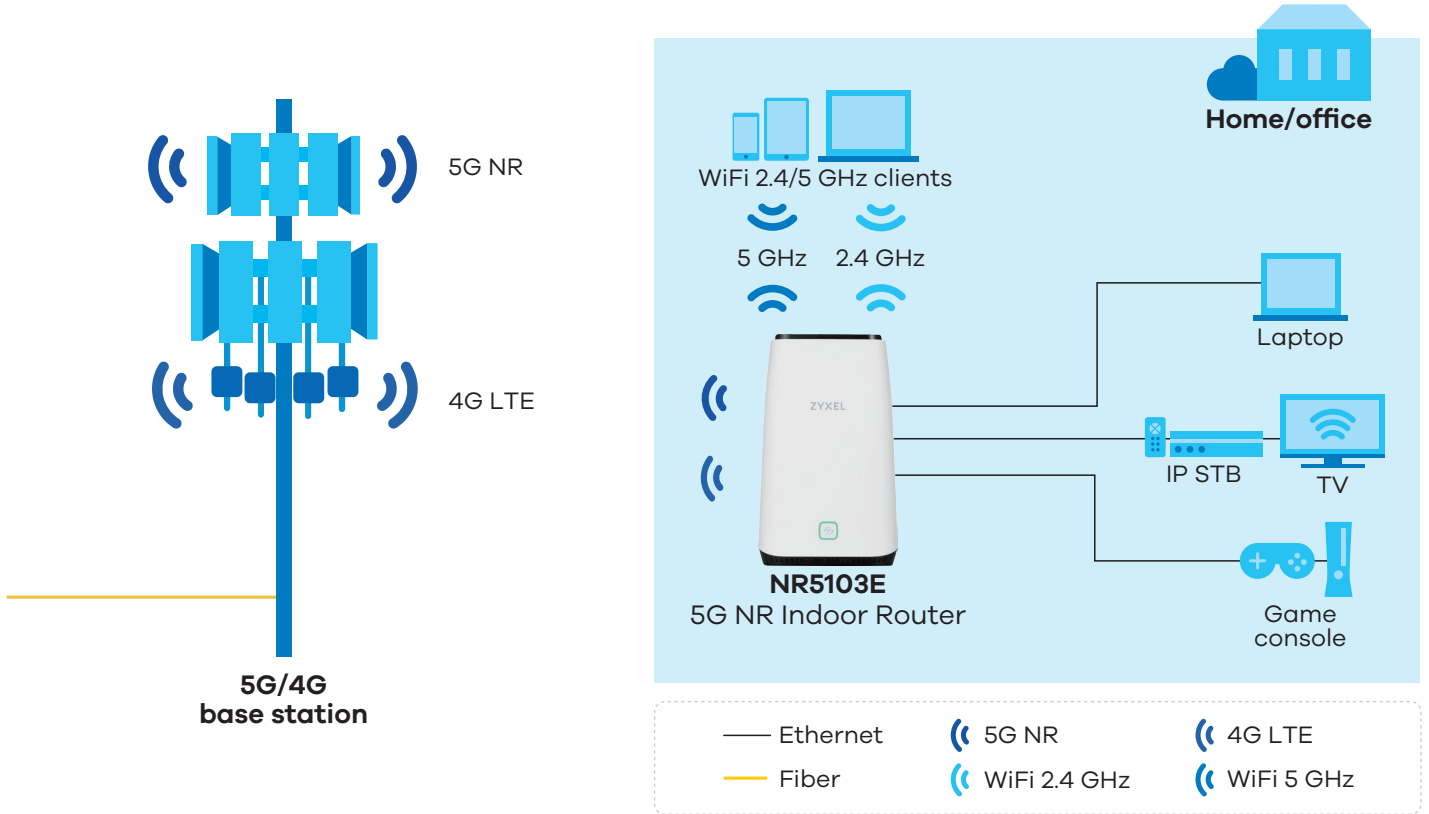 5G NR
4G LTE
5G/4G
base station
Home/office
WiFi 2.4/5 GHz clients
5 GHz
2.4 GHz
ZYXEL
NR5103E
5G NR Indoor Router
Laptop
IP STB
TV
Game
console
Ethernet
5G NR
4G LTE
Fiber
WiFi 2.4 GHz
WiFi 5 GHz